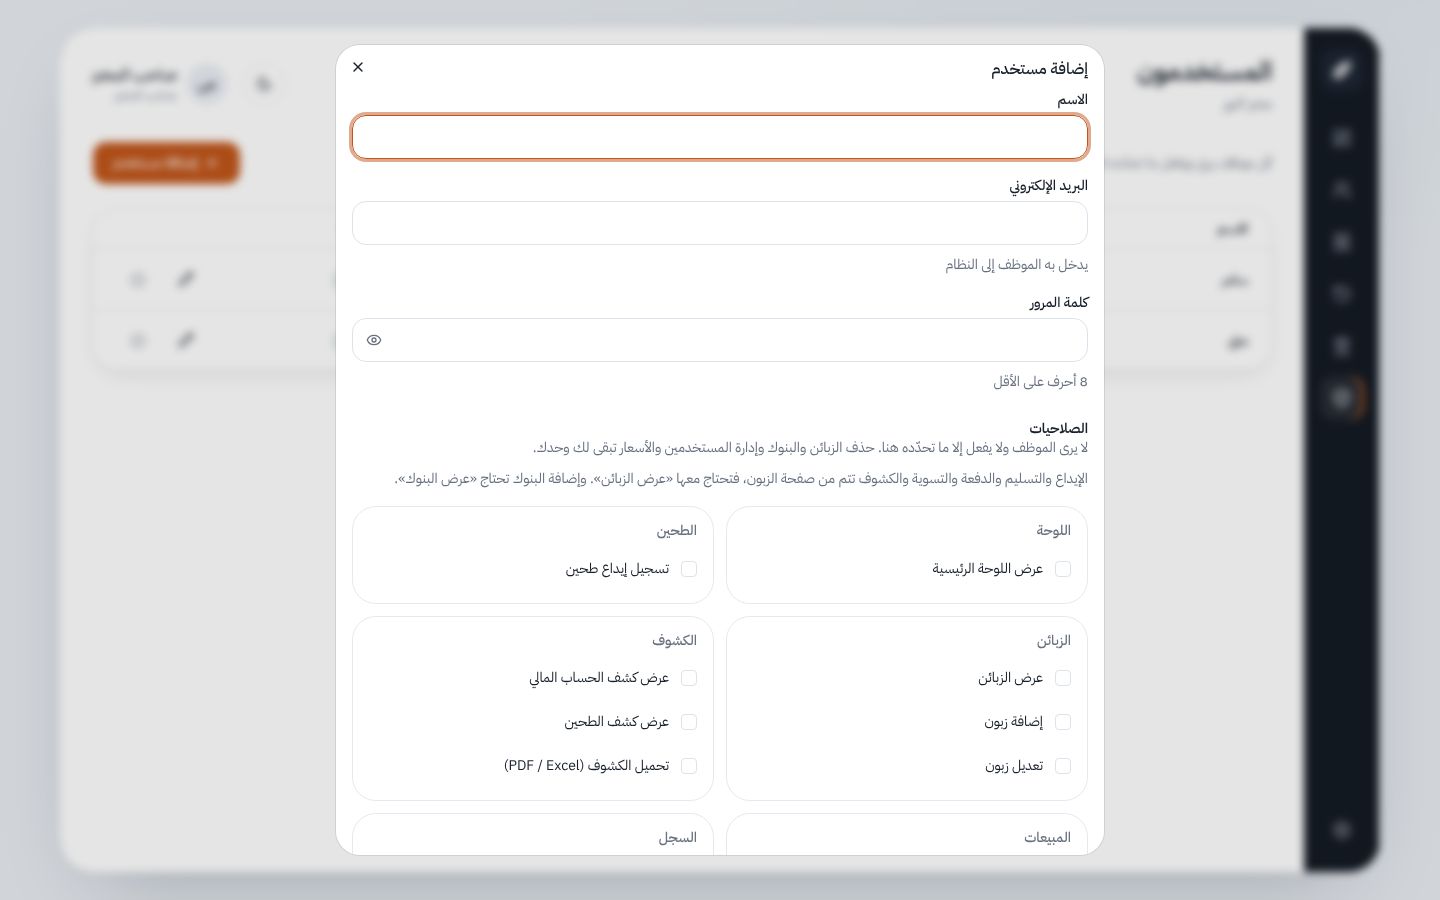 إضافة مستخدم
الاسم
البريد الإلكتروني
يدخل به الموظف إلى النظام
كلمة المرور
8 أحرف على الأقل
الصلاحيات
لا يرى الموظف ولا يفعل إلا ما تحدّده هنا. حذف الزبائن والبنوك وإدارة المستخدمين والأسعار تبقى لك وحدك.
الإيداع والتسليم والدفعة والتسوية والكشوف تتم من صفحة الزبون، فتحتاج معها «عرض الزبائن». وإضافة البنوك تحتاج «عرض البنوك».
اللوحة
عرض اللوحة الرئيسية
الطحين
تسجيل إيداع طحين
الزبائن
عرض الزبائن
إضافة زبون
تعديل زبون
الكشوف
عرض كشف الحساب المالي
عرض كشف الطحين
تحميل الكشوف (PDF / Excel)
المبيعات
السجل
المستخدمون
الاسم
إضافة مستخدم